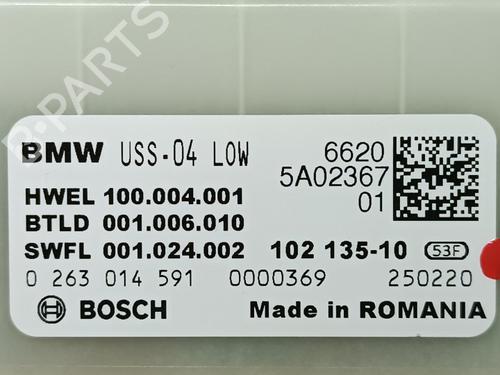 B-PARTS
BMW USS-04 LOW 6620
5A02367
01
HWEL 100.004.001
BTLD 001.006.010
SWFL 001.024.002 102 135-10 53F
0 263 014 591 0000369 250220
BOSCH Made in ROMANIA